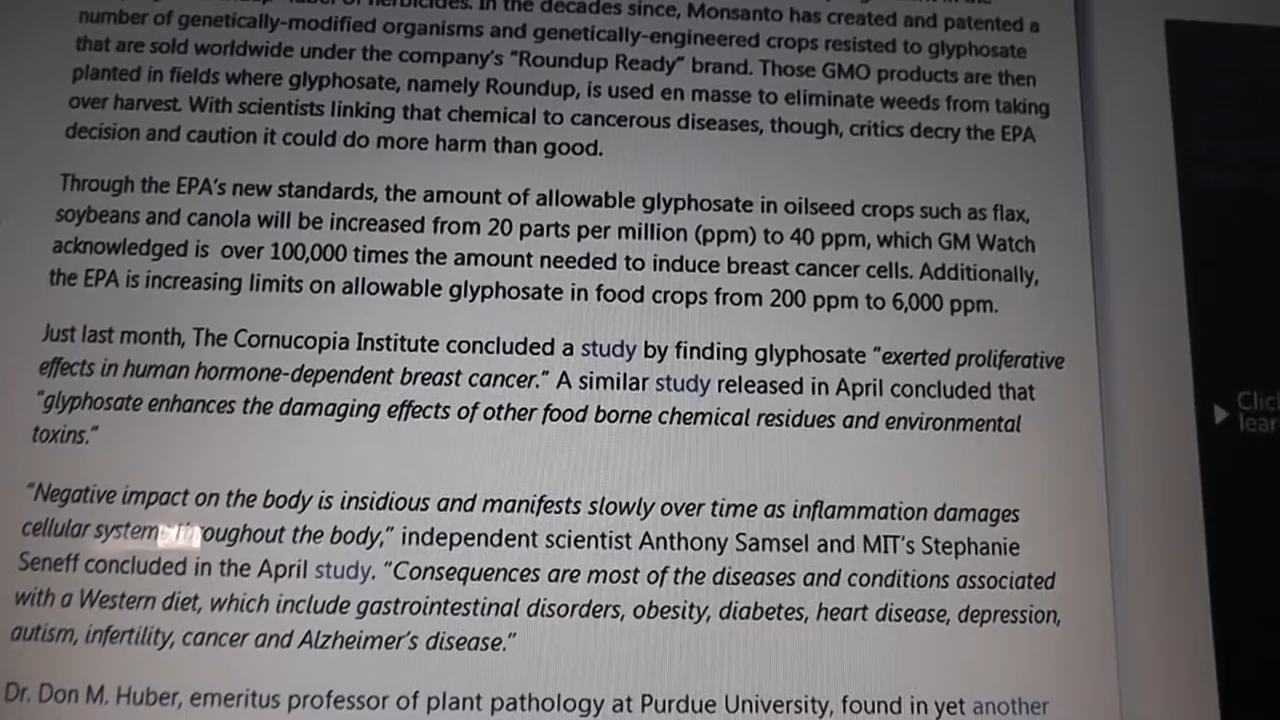 of herbicides. In the decades since, Monsanto has created and patented a
number of genetically-modified organisms and genetically-engineered crops resisted to glyphosate
that are sold worldwide under the company's “Roundup Ready” brand. Those GMO products are then
planted in fields where glyphosate, namely Roundup, is used en masse to eliminate weeds from taking
over harvest. With scientists linking that chemical to cancerous diseases, though, critics decry the EPA
decision and caution it could do more harm than good.
Through the EPA's new standards, the amount of allowable glyphosate in oilseed crops such as flax,
soybeans and canola will be increased from 20 parts per million (ppm) to 40 ppm, which GM Watch
acknowledged is over 100,000 times the amount needed to induce breast cancer cells. Additionally,
the EPA is increasing limits on allowable glyphosate in food crops from 200 ppm to 6,000 ppm.
Just last month, The Cornucopia Institute concluded a study by finding glyphosate “exerted proliferative
effects in human hormone-dependent breast cancer.” A similar study released in April concluded that
“glyphosate enhances the damaging effects of other food borne chemical residues and environmental
toxins.”
“Negative impact on the body is insidious and manifests slowly over time as inflammation damages
cellular systems throughout the body,” independent scientist Anthony Samsel and MIT's Stephanie
Seneff concluded in the April study. “Consequences are most of the diseases and conditions associated
with a Western diet, which include gastrointestinal disorders, obesity, diabetes, heart disease, depression,
autism, infertility, cancer and Alzheimer's disease.”
Dr. Don M. Huber, emeritus professor of plant pathology at Purdue University, found in yet another
Clic
lear